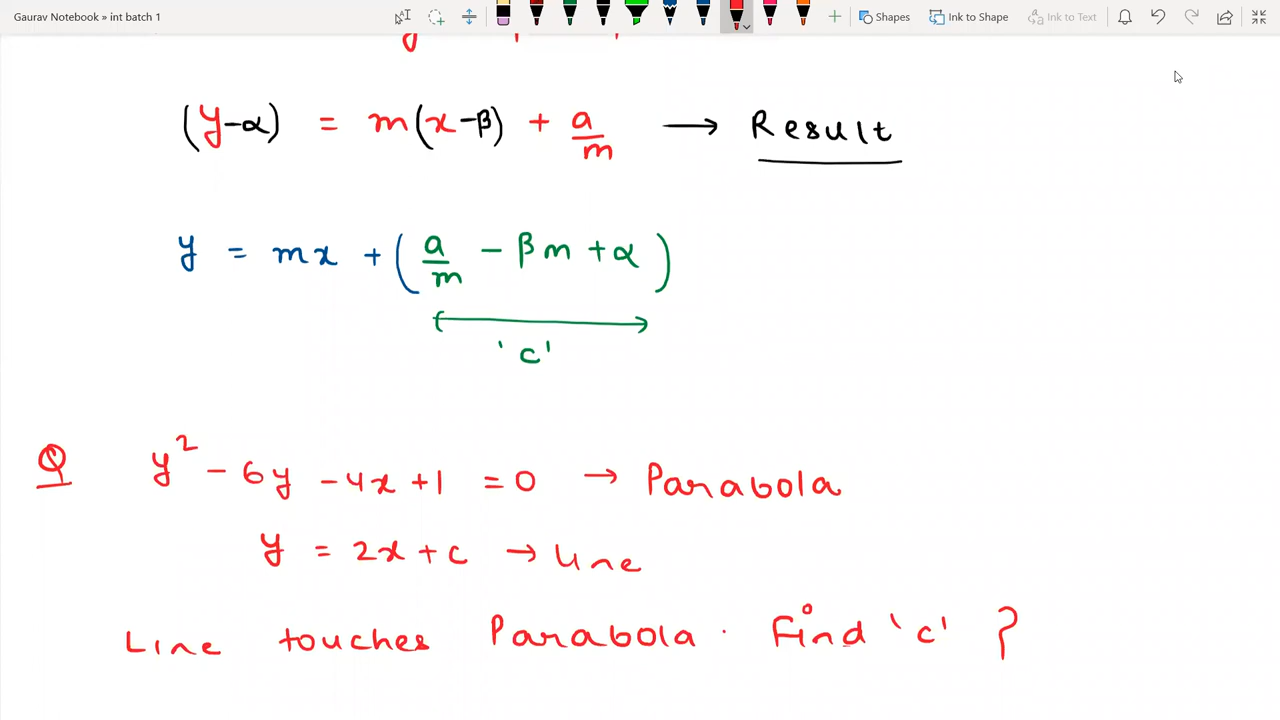 Gaurav Notebook » int batch 1
Shapes
Ink to Shape
Ink to Text
(y-α) = m(x-β) + a/m → Result
y = mx + (a/m - βm + α)
'c'
Q y² - 6y - 4x + 1 = 0 → Parabola
y = 2x + c → Line
Line touches Parabola. Find 'c' ?